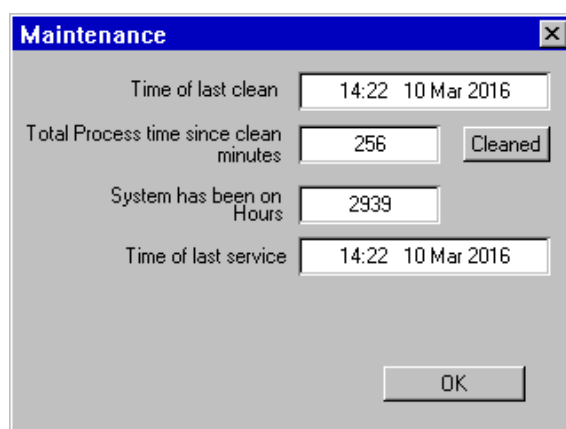 Maintenance
Time of last clean 14:22 10 Mar 2016
Total Process time since clean
minutes 256 Cleaned
System has been on
Hours 2939
Time of last service 14:22 10 Mar 2016
OK